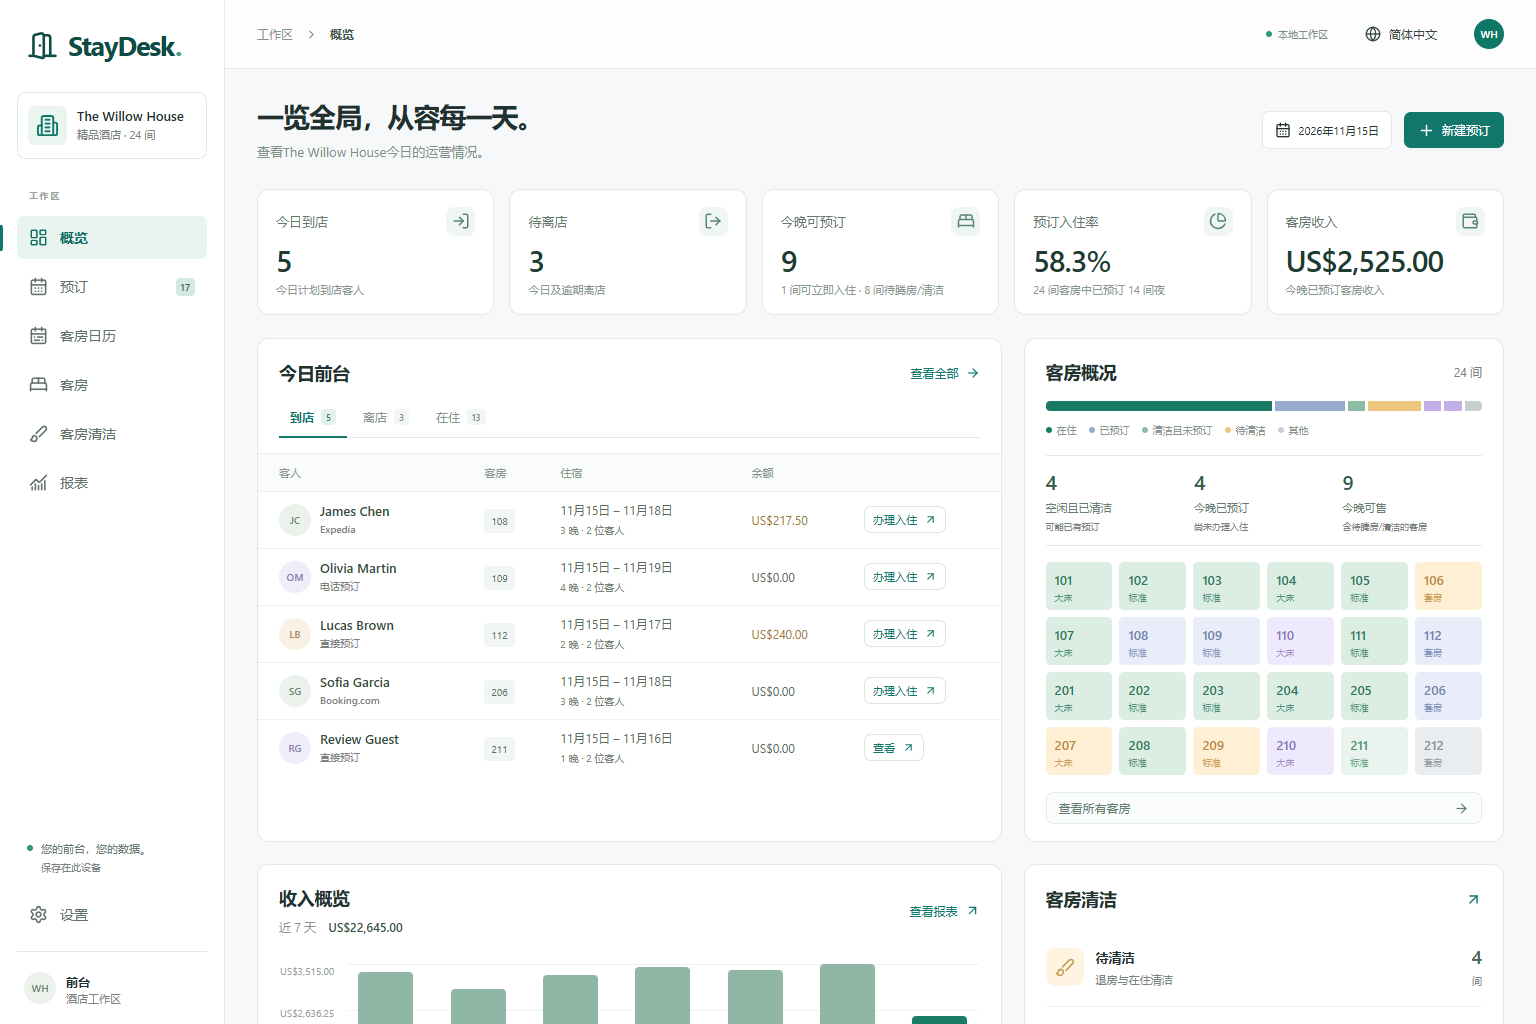 StayDesk.
The Willow House
精品酒店 · 24 间
工作区
概览
预订 17
客房日历
客房
客房清洁
报表
您的前台，您的数据。
保存在此设备
设置
WH
前台
酒店工作区
工作区 > 概览
本地工作区
简体中文
WH
一览全局，从容每一天。
查看The Willow House今日的运营情况。
2026年11月15日
新建预订
今日到店
5
今日计划到店客人
待离店
3
今日及逾期离店
今晚可预订
9
1 间可立即入住 · 8 间待腾房/清洁
预订入住率
58.3%
24 间客房中已预订 14 间夜
客房收入
US$2,525.00
今晚已预订客房收入
今日前台
查看全部
到店 5 离店 3 在住 13
客人 客房 住宿 余额
JC James Chen 108 11月15日 – 11月18日 US$217.50 办理入住
Expedia 3 晚 · 2 位客人
OM Olivia Martin 109 11月15日 – 11月19日 US$0.00 办理入住
电话预订 4 晚 · 2 位客人
LB Lucas Brown 112 11月15日 – 11月17日 US$240.00 办理入住
直接预订 2 晚 · 2 位客人
SG Sofia Garcia 206 11月15日 – 11月18日 US$0.00 办理入住
Booking.com 3 晚 · 2 位客人
RG Review Guest 211 11月15日 – 11月16日 US$0.00 查看
直接预订 1 晚 · 2 位客人
客房概况
24 间
在住 已预订 清洁且未预订 待清洁 其他
4 4 9
空闲且已清洁 今晚已预订 今晚可售
可能已有预订 尚未办理入住 含待腾房/清洁的客房
101 102 103 104 105 106
大床 标准 标准 大床 标准 套房
107 108 109 110 111 112
大床 标准 标准 大床 标准 套房
201 202 203 204 205 206
大床 标准 标准 大床 标准 套房
207 208 209 210 211 212
大床 标准 标准 大床 标准 套房
查看所有客房
收入概览
近 7 天 US$22,645.00
查看报表
US$3,515.00
US$2,636.25
客房清洁
待清洁
退房与在住清洁
4
间